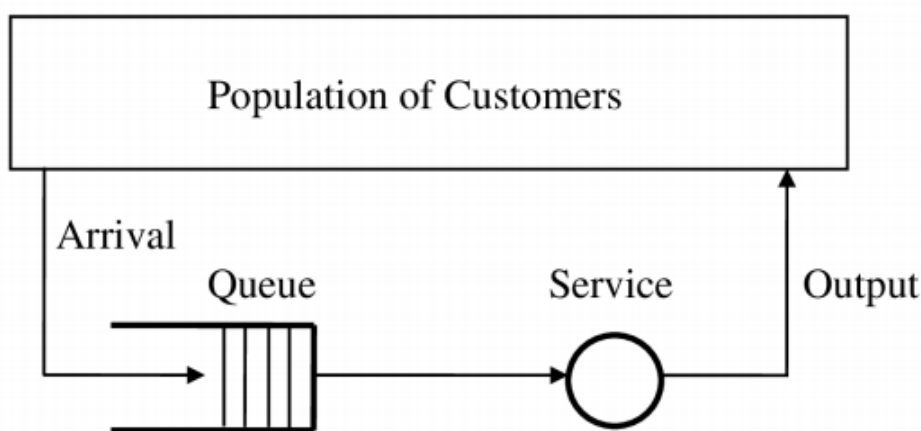 Population of Customers
Arrival
Queue
Service
Output